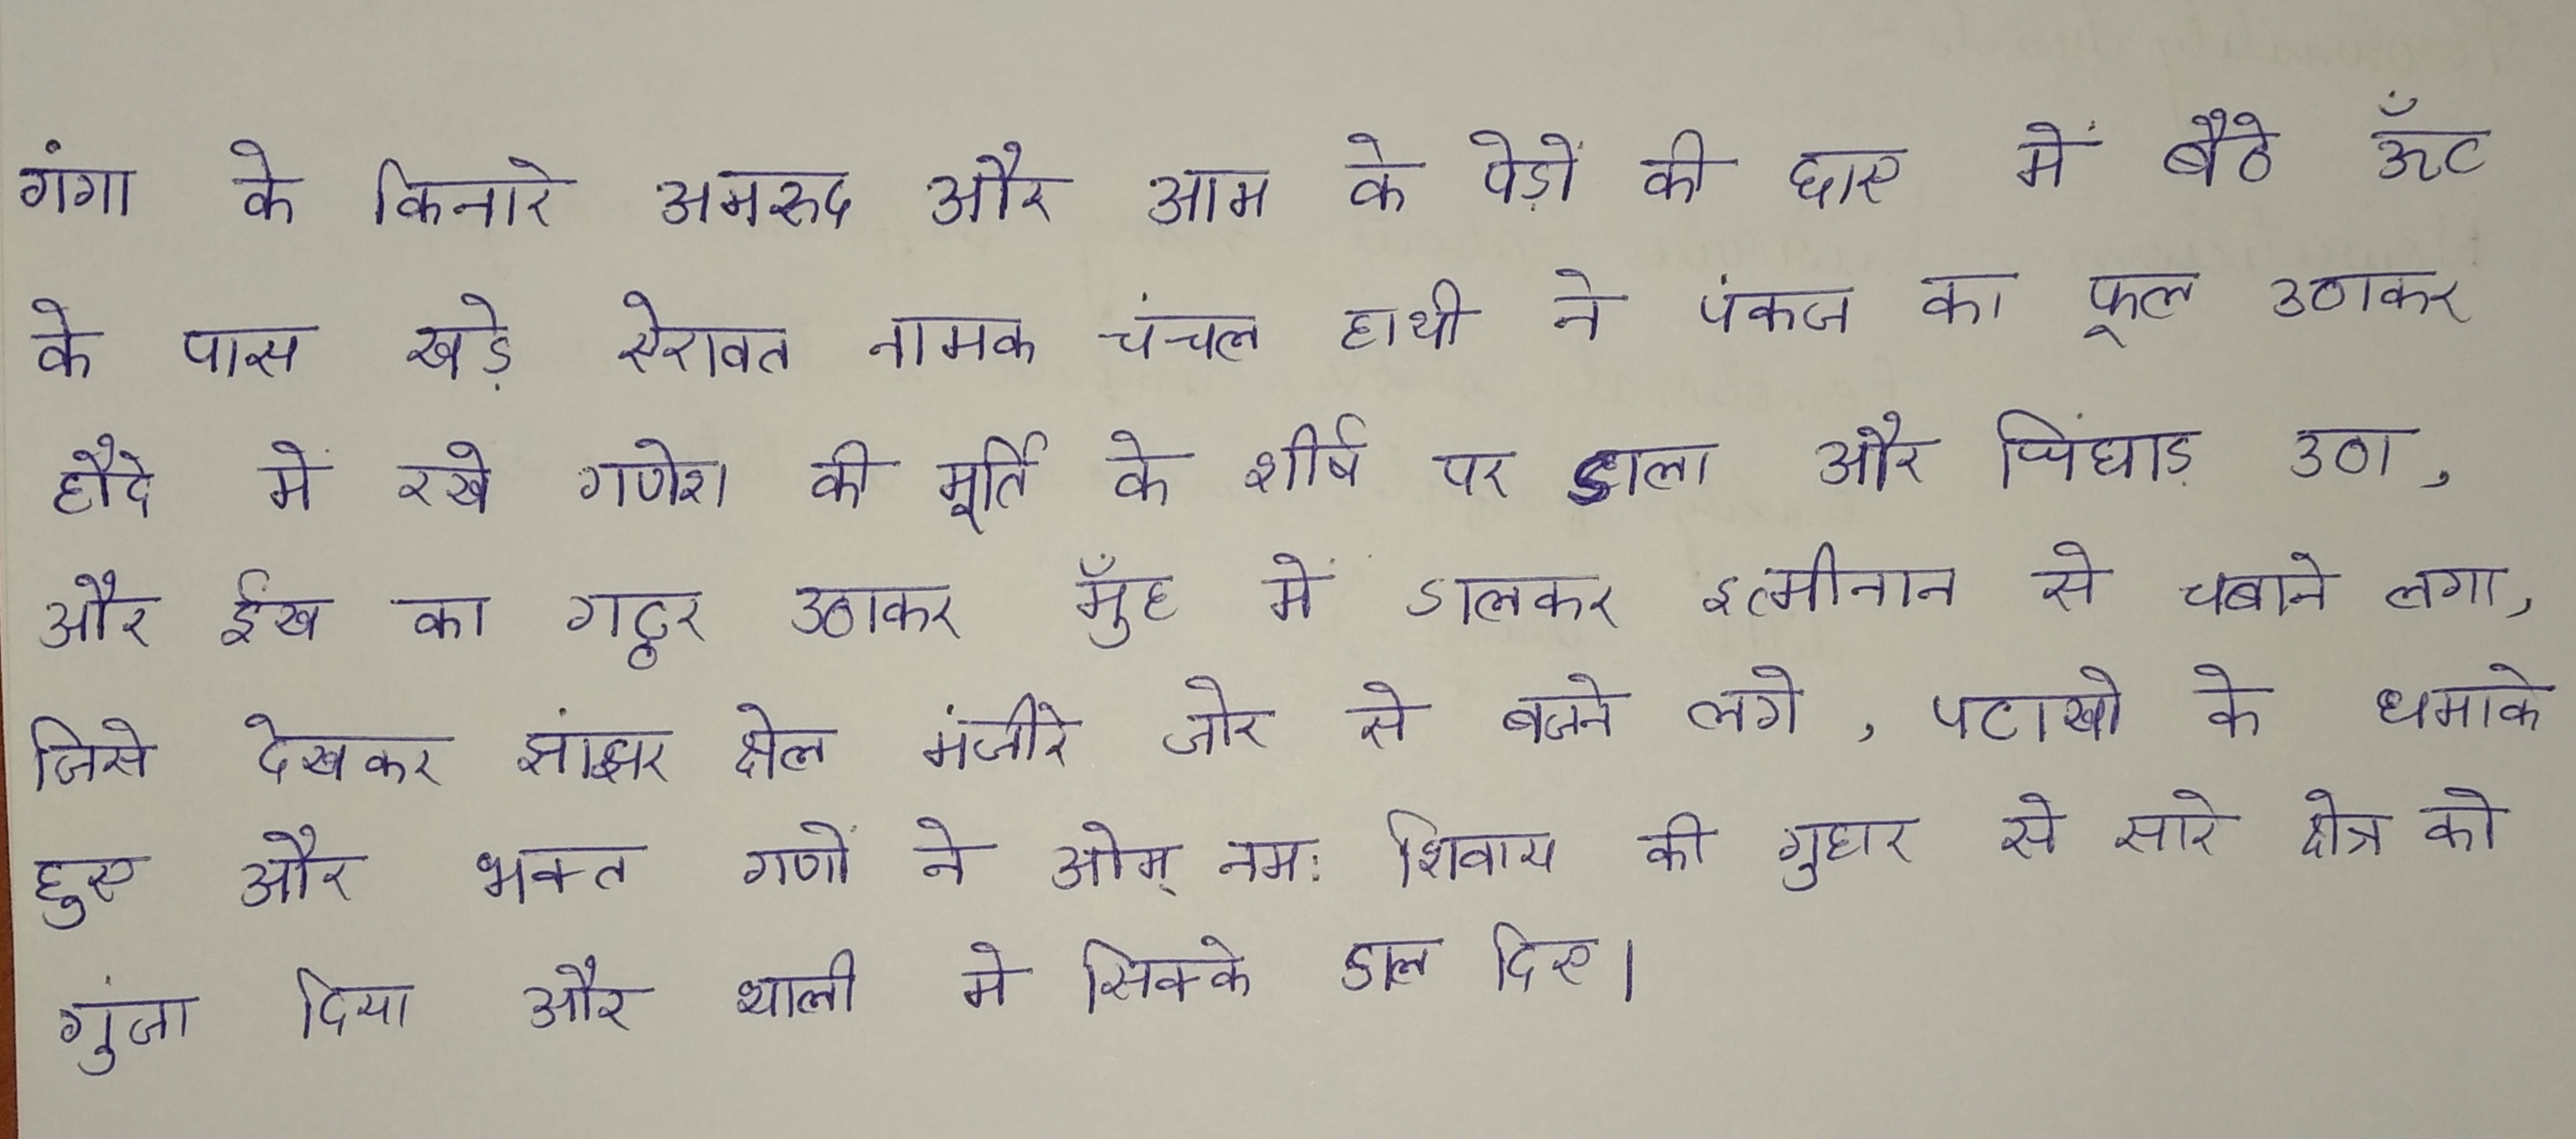 गंगा के किनारे अमरुद और आम के पेड़ों की छाए में बैठे ऊँट
के पास खड़े ऐरावत नामक चंचल हाथी ने पंकज का फूल उठाकर
हौदे में रखे गणेश की मूर्ति के शीर्ष पर डाला और चिंघाड़ उठा,
और ईख का गट्ठर उठाकर मुँह में डालकर इत्मीनान से चबाने लगा,
जिसे देखकर झांझर ढोल मंजीरे जोर से बजने लगे, पटाखो के धमाके
हुए और भक्त गणों ने ओम् नमः शिवाय की गुहार से सारे क्षेत्र को
गुंजा दिया और थाली मे सिक्के डाल दिए।